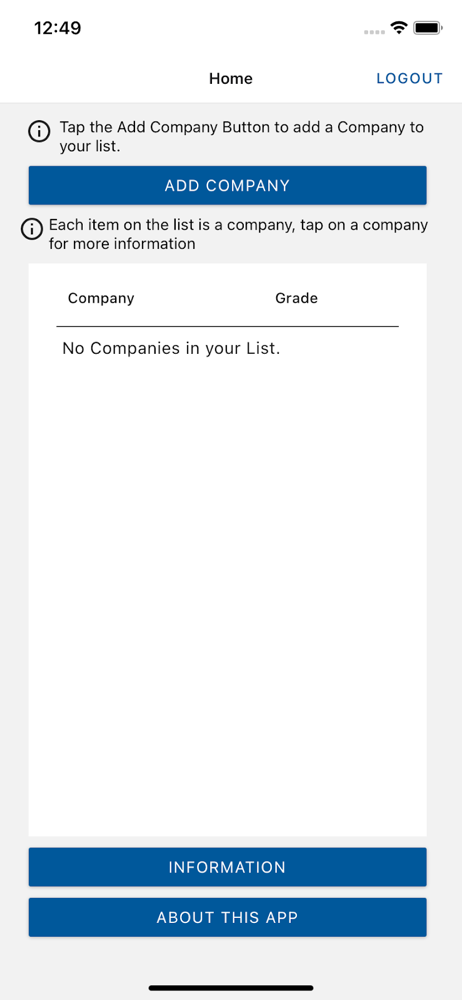 12:49
Home
LOGOUT
Tap the Add Company Button to add a Company to
your list.
ADD COMPANY
Each item on the list is a company, tap on a company
for more information
Company Grade
No Companies in your List.
INFORMATION
ABOUT THIS APP